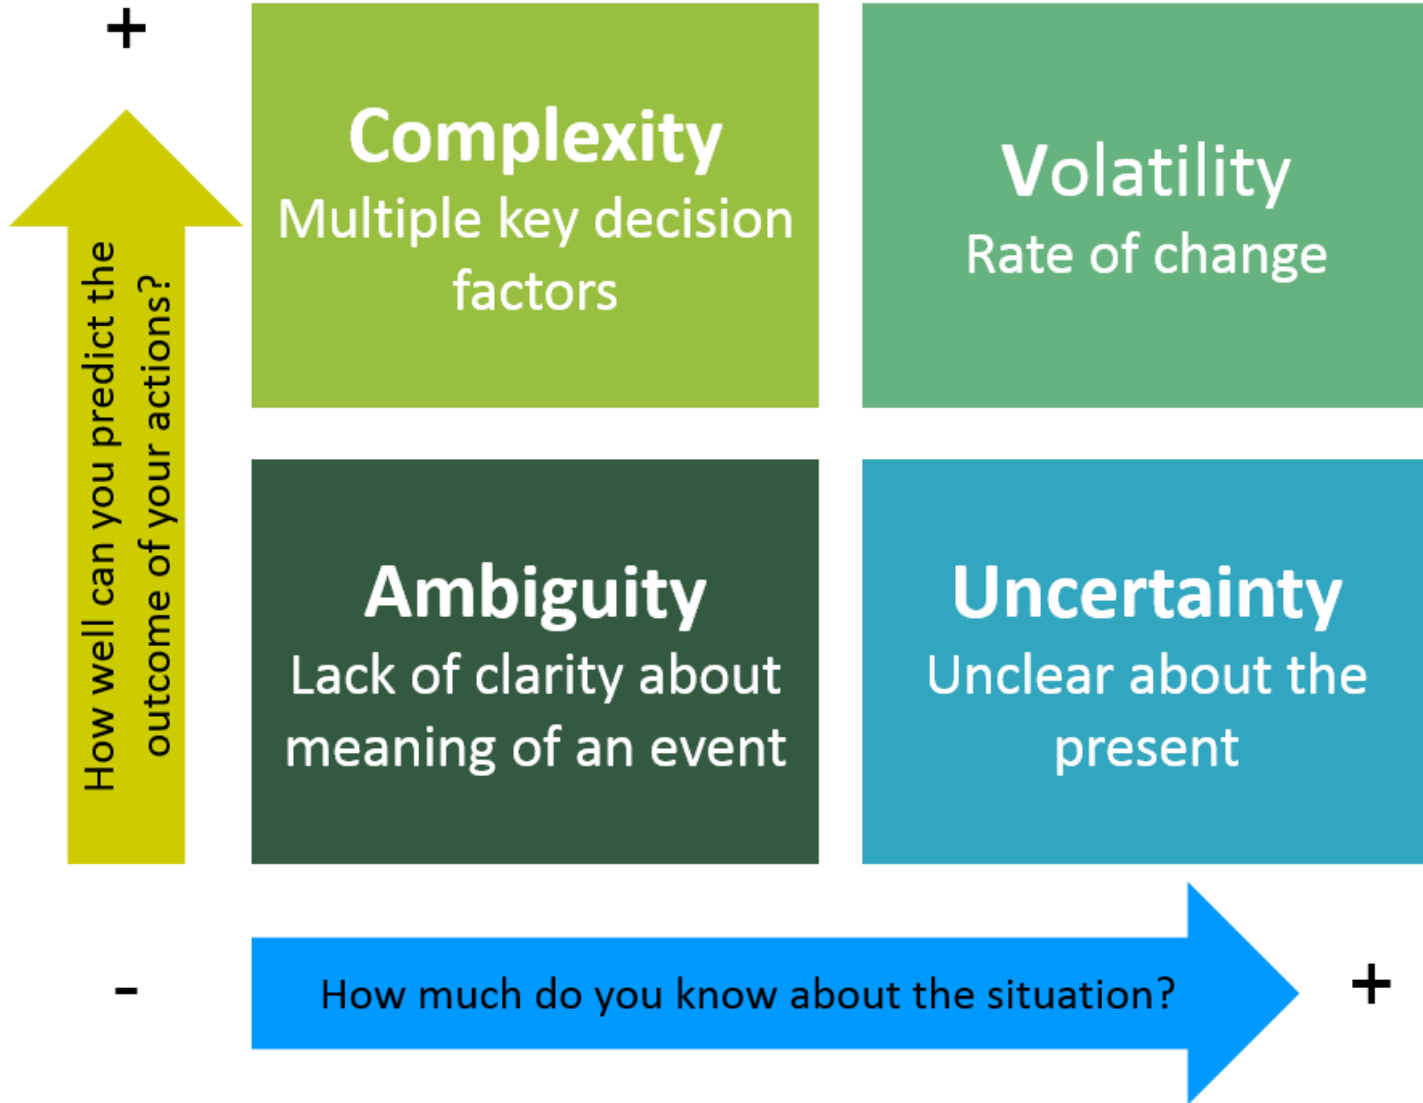 +
How well can you predict the
outcome of your actions?
Complexity
Multiple key decision
factors
Volatility
Rate of change
Ambiguity
Lack of clarity about
meaning of an event
Uncertainty
Unclear about the
present
-
How much do you know about the situation?
+